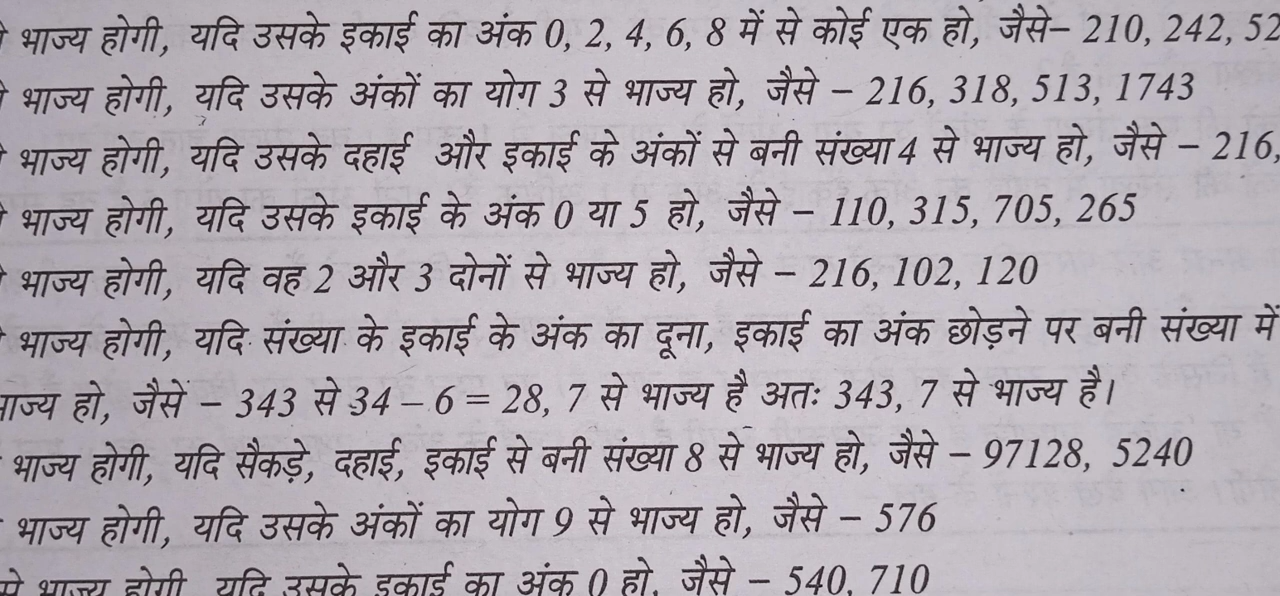 भाज्य होगी, यदि उसके इकाई का अंक 0, 2, 4, 6, 8 में से कोई एक हो, जैसे– 210, 242, 52
भाज्य होगी, यदि उसके अंकों का योग 3 से भाज्य हो, जैसे – 216, 318, 513, 1743
भाज्य होगी, यदि उसके दहाई और इकाई के अंकों से बनी संख्या 4 से भाज्य हो, जैसे – 216,
भाज्य होगी, यदि उसके इकाई के अंक 0 या 5 हो, जैसे – 110, 315, 705, 265
भाज्य होगी, यदि वह 2 और 3 दोनों से भाज्य हो, जैसे – 216, 102, 120
भाज्य होगी, यदि संख्या के इकाई के अंक का दूना, इकाई का अंक छोड़ने पर बनी संख्या में
भाज्य हो, जैसें – 343 से 34 – 6 = 28, 7 से भाज्य है अतः 343, 7 से भाज्य है।
भाज्य होगी, यदि सैकड़े, दहाई, इकाई से बनी संख्या 8 से भाज्य हो, जैसे – 97128, 5240
भाज्य होगी, यदि उसके अंकों का योग 9 से भाज्य हो, जैसे – 576
से भाज्य होगी यदि उसके इकाई का अंक 0 हो, जैसे – 540, 710